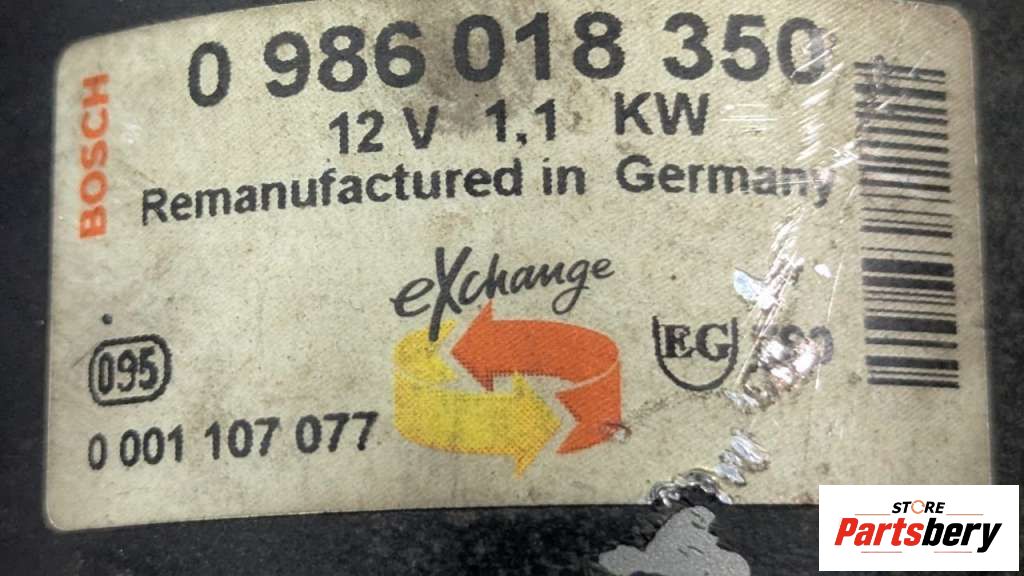 BOSCH
0 986 018 350
12 V 1,1 KW
Remanufactured in Germany
eXchange
095
EG
0 001 107 077
STORE
Partsbery